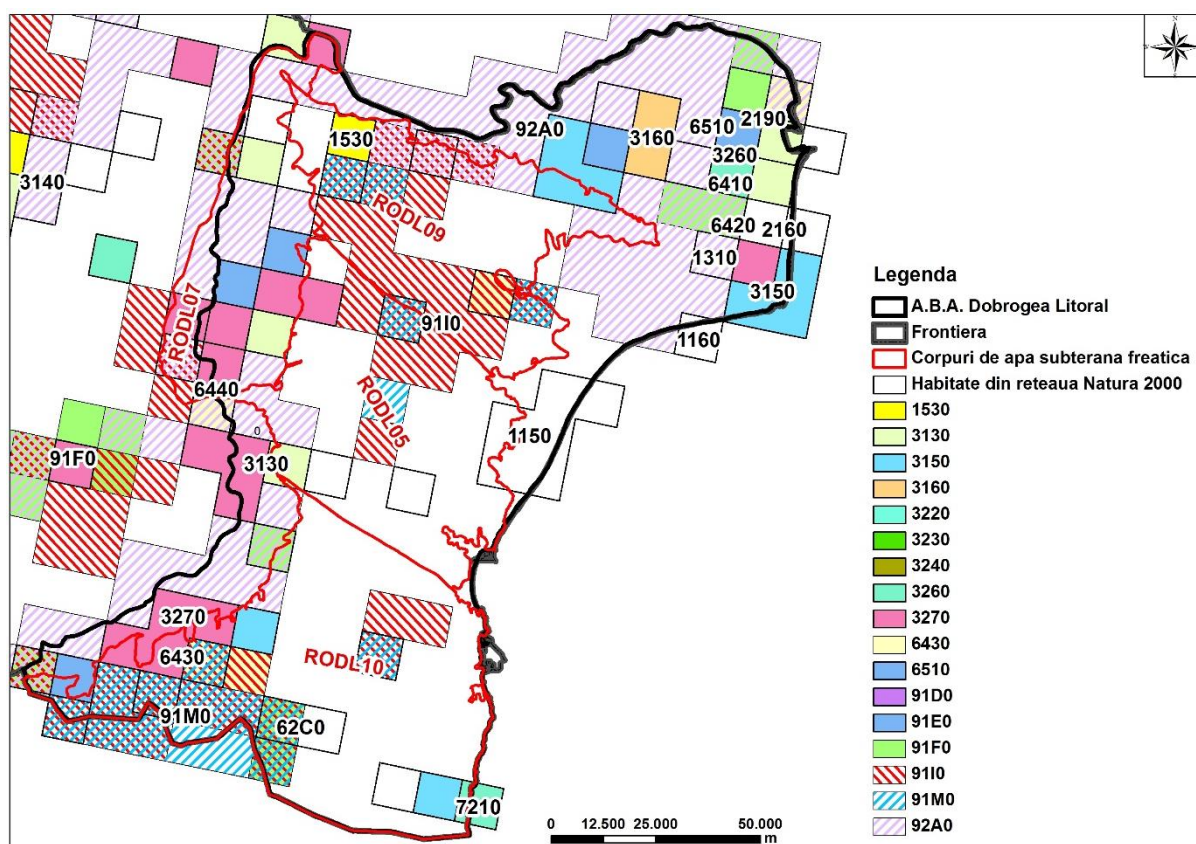 92A0
3160
6510
2190
1530
3260
3140
6410
RODL09
6420
2160
1310
3150
RODL07
91I0
1160
6440
RODL05
1150
91F0
0
3130
3270
6430
RODL10
91M0
62C0
7210
0
12.500
25.000
50.000
m
Legenda
A.B.A. Dobrogea Litoral
Frontiera
Corpuri de apa subterana freatica
Habitate din reteaua Natura 2000
1530
3130
3150
3160
3220
3230
3240
3260
3270
6430
6510
91D0
91E0
91F0
91I0
91M0
92A0